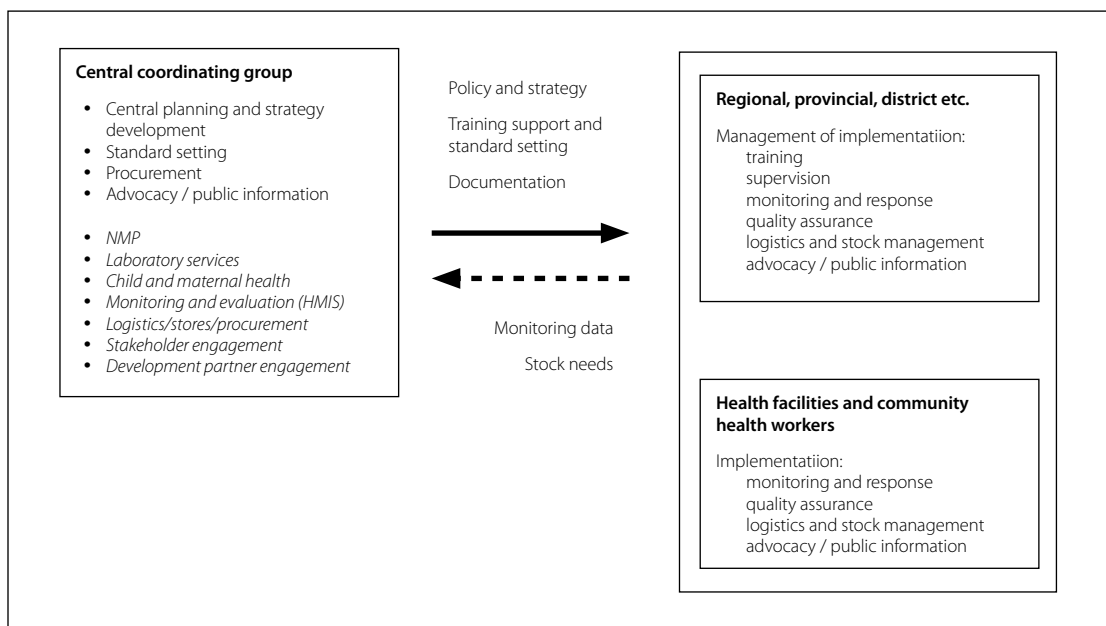 Central coordinating group
• Central planning and strategy
development
• Standard setting
• Procurement
• Advocacy / public information
• NMP
• Laboratory services
• Child and maternal health
• Monitoring and evaluation (HMIS)
• Logistics/stores/procurement
• Stakeholder engagement
• Development partner engagement
Policy and strategy
Training support and
standard setting
Documentation
Monitoring data
Stock needs
Regional, provincial, district etc.
Management of implementatiion:
training
supervision
monitoring and response
quality assurance
logistics and stock management
advocacy / public information
Health facilities and community
health workers
Implementatiion:
monitoring and response
quality assurance
logistics and stock management
advocacy / public information